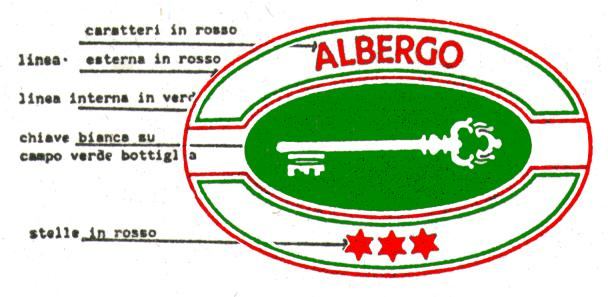 caratteri in rosso
linea· esterna in rosso
linea interna in verd
chiave bianca su
campo verde bottigl a
stelle in rosso
ALBERGO